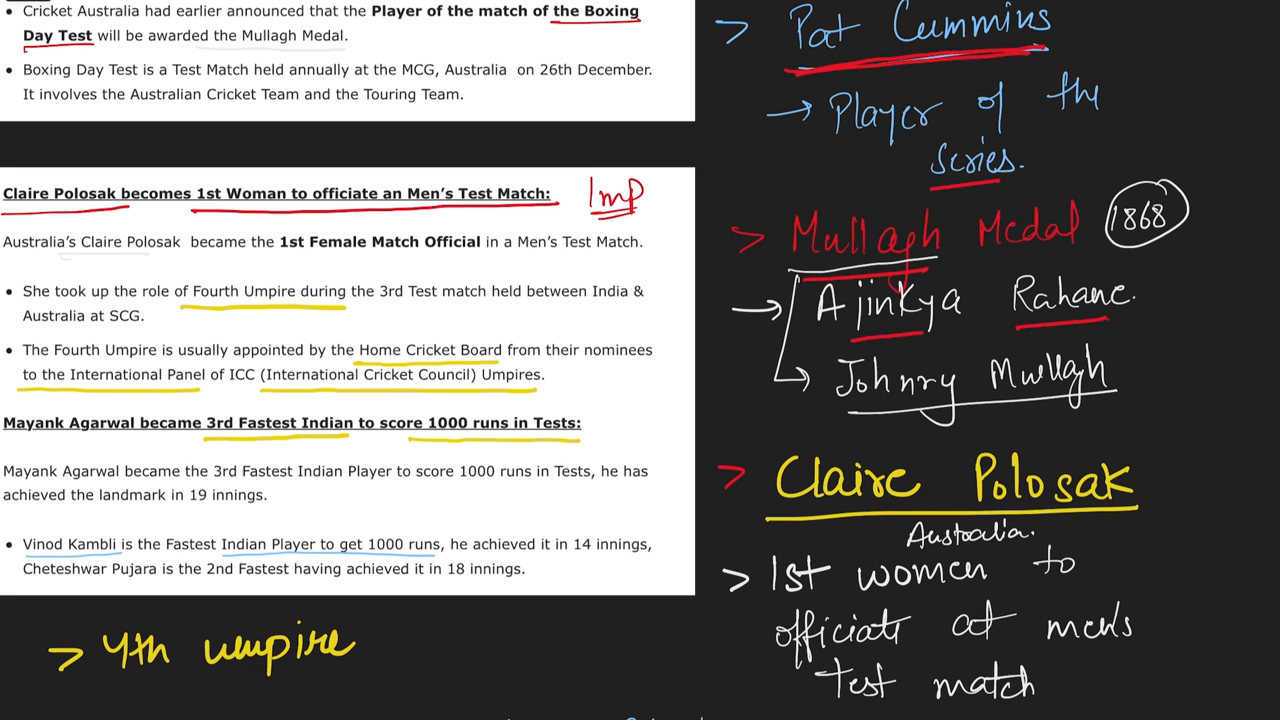 • Cricket Australia had earlier announced that the Player of the match of the Boxing
Day Test will be awarded the Mullagh Medal.
• Boxing Day Test is a Test Match held annually at the MCG, Australia on 26th December.
It involves the Australian Cricket Team and the Touring Team.
Claire Polosak becomes 1st Woman to officiate an Men's Test Match: Imp
Australia's Claire Polosak became the 1st Female Match Official in a Men's Test Match.
• She took up the role of Fourth Umpire during the 3rd Test match held between India &
Australia at SCG.
• The Fourth Umpire is usually appointed by the Home Cricket Board from their nominees
to the International Panel of ICC (International Cricket Council) Umpires.
Mayank Agarwal became 3rd Fastest Indian to score 1000 runs in Tests:
Mayank Agarwal became the 3rd Fastest Indian Player to score 1000 runs in Tests, he has
achieved the landmark in 19 innings.
• Vinod Kambli is the Fastest Indian Player to get 1000 runs, he achieved it in 14 innings,
Cheteshwar Pujara is the 2nd Fastest having achieved it in 18 innings.
> 4th umpire
> Pat Cummins
→ Player of the
series.
> Mullagh Medal 1868
→ Ajinkya Rahane.
→ Johnny Mullagh
> Claire Polosak
Australia.
> 1st women to
officiate at men's
Test match